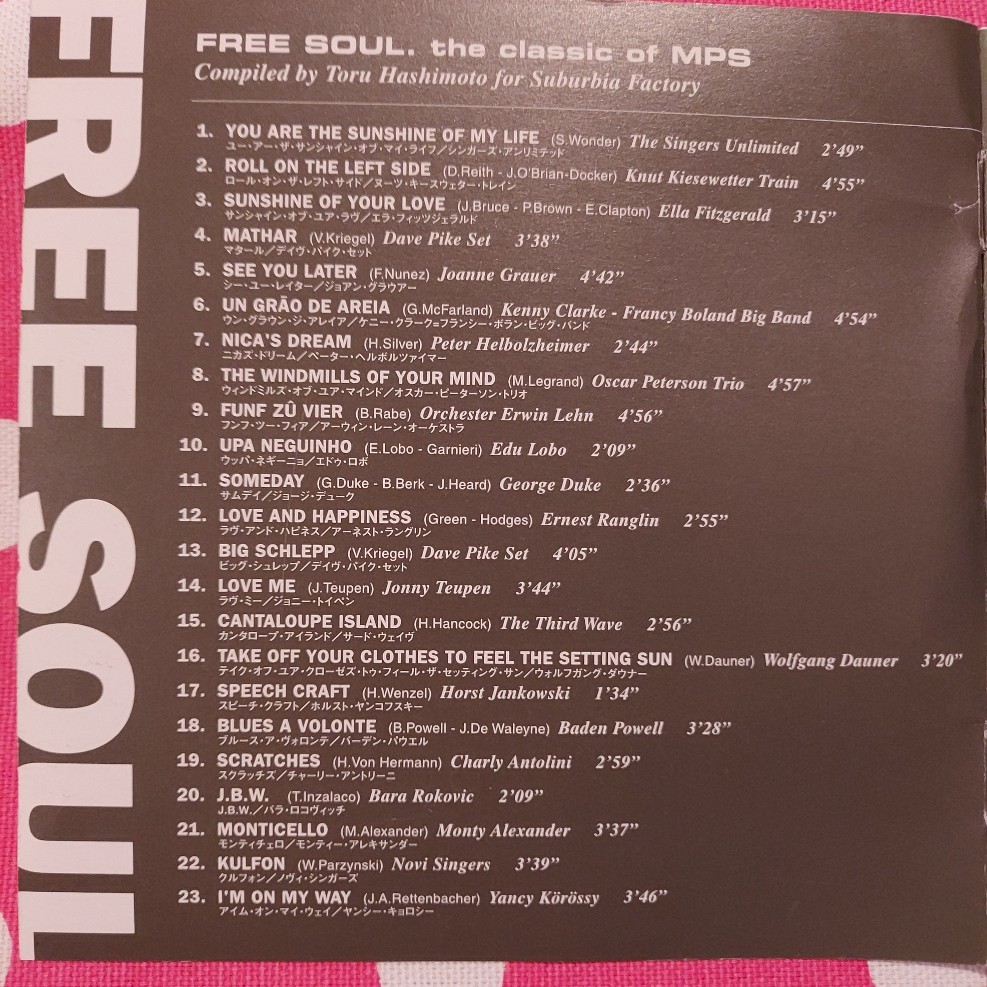 FREE SOUL
FREE SOUL. the classic of MPS
Compiled by Toru Hashimoto for Suburbia Factory
1. YOU ARE THE SUNSHINE OF MY LIFE (S.Wonder) The Singers Unlimited 2'49”
ユー・アー・ザ・サンシャイン・オブ・マイ・ライフ／シンガーズ・アンリミテッド
2. ROLL ON THE LEFT SIDE (D.Reith - J.O'Brian-Docker) Knut Kiesewetter Train 4'55”
ロール・オン・ザ・レフト・サイド／ヌーツ・キースウェター・トレイン
3. SUNSHINE OF YOUR LOVE (J.Bruce - P.Brown - E.Clapton) Ella Fitzgerald 3'15”
サンシャイン・オブ・ユア・ラヴ／エラ・フィッツジェラルド
4. MATHAR (V.Kriegel) Dave Pike Set 3'38”
マタール／デイヴ・パイク・セット
5. SEE YOU LATER (F.Nunez) Joanne Grauer 4'42”
シー・ユー・レイター／ジョアン・グラウアー
6. UN GRÃO DE AREIA (G.McFarland) Kenny Clarke - Francy Boland Big Band 4'54”
ウン・グラウン・ジ・アレイア／ケニー・クラーク=フランシー・ボラン・ビッグ・バンド
7. NICA'S DREAM (H.Silver) Peter Helbolzheimer 2'44”
ニカズ・ドリーム／ペーター・ヘルボルツァイマー
8. THE WINDMILLS OF YOUR MIND (M.Legrand) Oscar Peterson Trio 4'57”
ウィンドミルズ・オブ・ユア・マインド／オスカー・ピーターソン・トリオ
9. FUNF ZÛ VIER (B.Rabe) Orchester Erwin Lehn 4'56”
フンフ・ツー・フィア／アーウィン・レーン・オーケストラ
10. UPA NEGUINHO (E.Lobo - Garnieri) Edu Lobo 2'09”
ウッパ・ネギーニョ／エドゥ・ロボ
11. SOMEDAY (G.Duke - B.Berk - J.Heard) George Duke 2'36”
サムデイ／ジョージ・デューク
12. LOVE AND HAPPINESS (Green - Hodges) Ernest Ranglin 2'55”
ラヴ・アンド・ハピネス／アーネスト・ラングリン
13. BIG SCHLEPP (V.Kriegel) Dave Pike Set 4'05”
ビッグ・シュレップ／デイヴ・パイク・セット
14. LOVE ME (J.Teupen) Jonny Teupen 3'44”
ラヴ・ミー／ジョニー・トイペン
15. CANTALOUPE ISLAND (H.Hancock) The Third Wave 2'56”
カンタロープ・アイランド／サード・ウェイヴ
16. TAKE OFF YOUR CLOTHES TO FEEL THE SETTING SUN (W.Dauner) Wolfgang Dauner 3'20”
テイク・オフ・ユア・クローゼズ・トゥ・フィール・ザ・セッティング・サン／ウォルフガング・ダウナー
17. SPEECH CRAFT (H.Wenzel) Horst Jankowski 1'34”
スピーチ・クラフト／ホルスト・ヤンコフスキー
18. BLUES A VOLONTE (B.Powell - J.De Waleyne) Baden Powell 3'28”
ブルース・ア・ヴォロンテ／バーデン・パウエル
19. SCRATCHES (H.Von Hermann) Charly Antolini 2'59”
スクラッチズ／チャーリー・アントリーニ
20. J.B.W. (T.Inzalaco) Bara Rokovic 2'09”
J.B.W.／バラ・ロコヴィッチ
21. MONTICELLO (M.Alexander) Monty Alexander 3'37”
モンティチェロ／モンティー・アレキサンダー
22. KULFON (W.Parzynski) Novi Singers 3'39”
クルフォン／ノヴィ・シンガーズ
23. I'M ON MY WAY (J.A.Rettenbacher) Yancy Körössy 3'46”
アイム・オン・マイ・ウェイ／ヤンシー・キョロシー